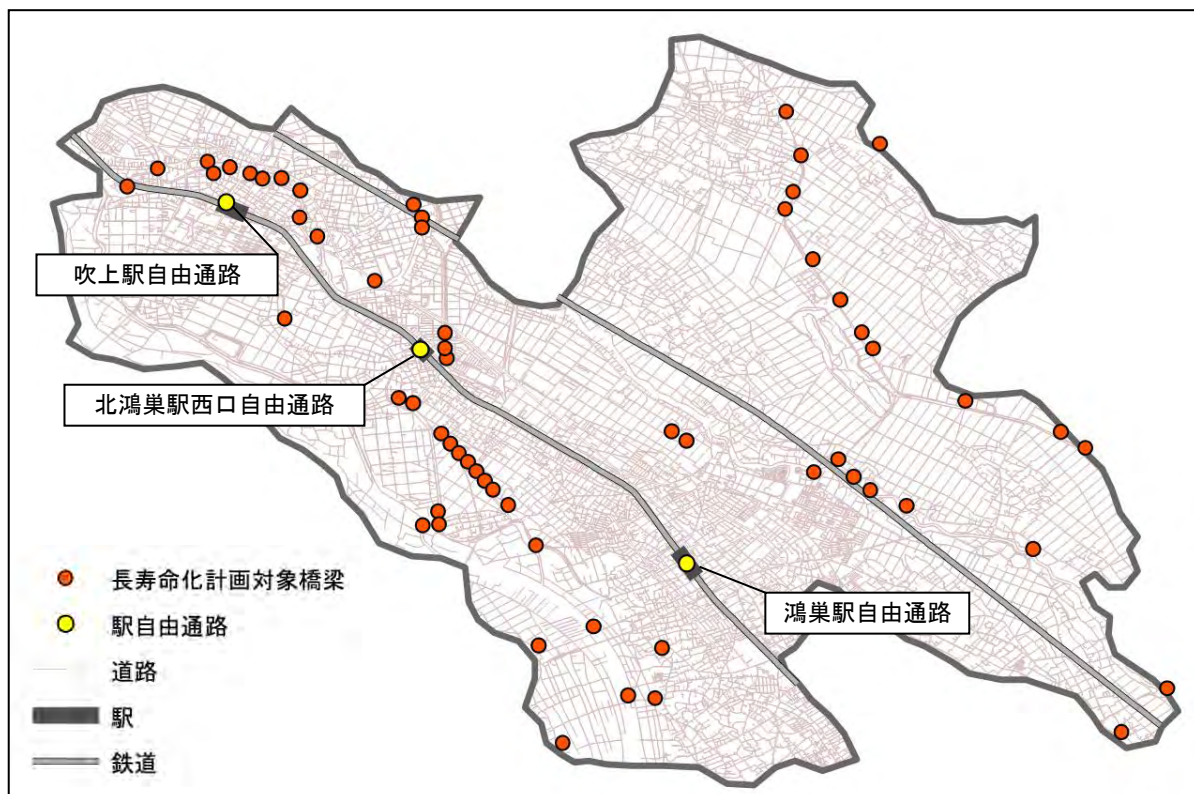 吹上駅自由通路
北鴻巣駅西口自由通路
鴻巣駅自由通路
長寿命化計画対象橋梁
駅自由通路
道路
駅
鉄道